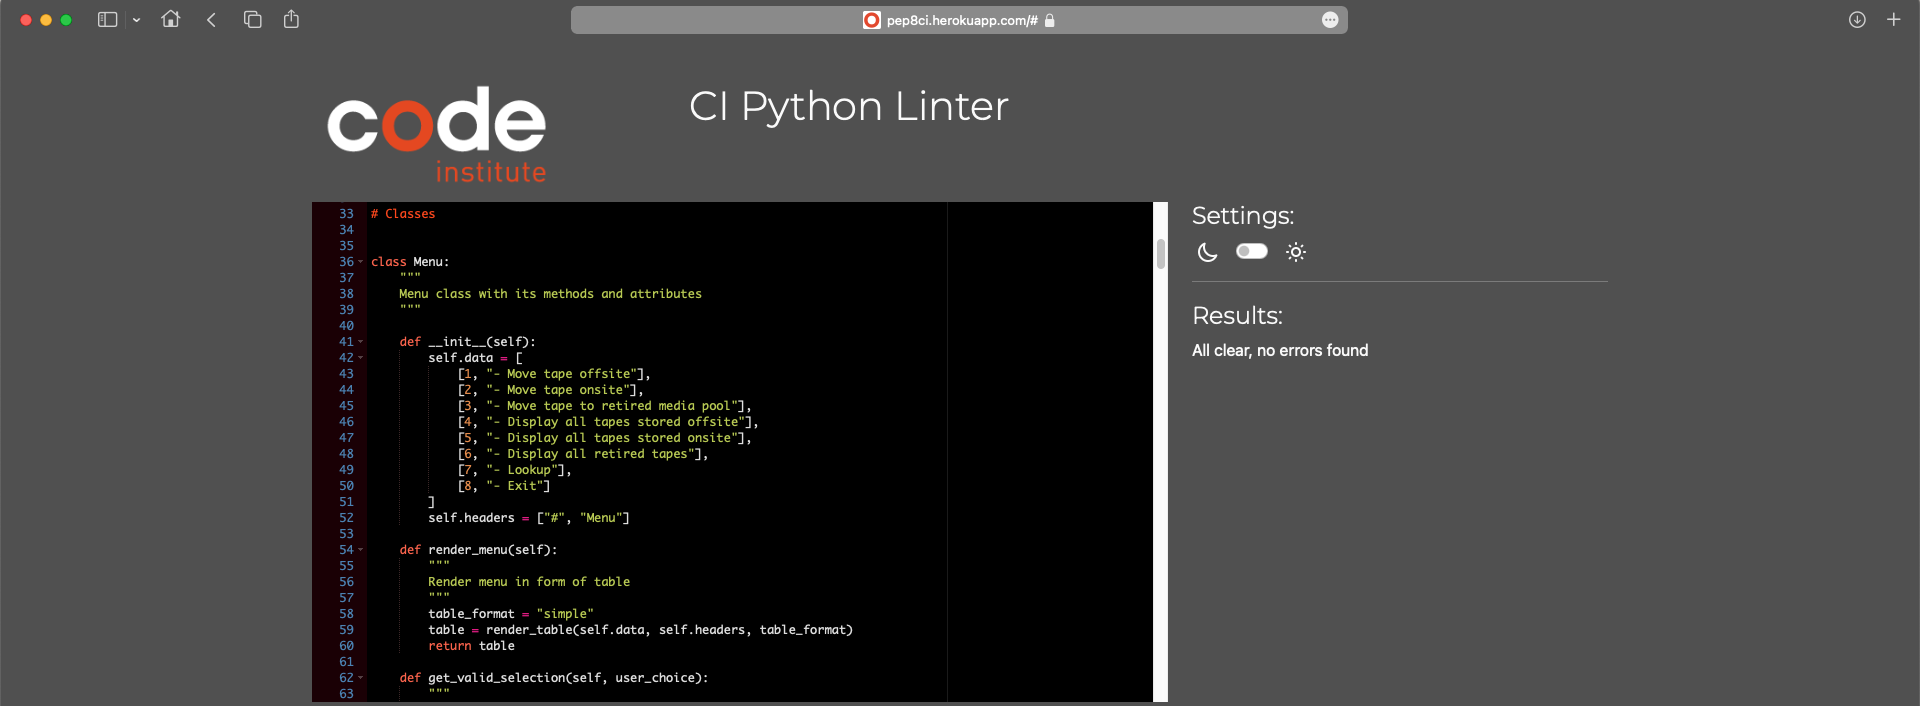 pep8ci.herokuapp.com/#
code
institute
CI Python Linter
33 # Classes
34
35
36 class Menu:
37 """
38 Menu class with its methods and attributes
39 """
40
41 def __init__(self):
42 self.data = [
43 [1, "- Move tape offsite"],
44 [2, "- Move tape onsite"],
45 [3, "- Move tape to retired media pool"],
46 [4, "- Display all tapes stored offsite"],
47 [5, "- Display all tapes stored onsite"],
48 [6, "- Display all retired tapes"],
49 [7, "- Lookup"],
50 [8, "- Exit"]
51 ]
52 self.headers = ["#", "Menu"]
53
54 def render_menu(self):
55 """
56 Render menu in form of table
57 """
58 table_format = "simple"
59 table = render_table(self.data, self.headers, table_format)
60 return table
61
62 def get_valid_selection(self, user_choice):
63 """
Settings:
Results:
All clear, no errors found